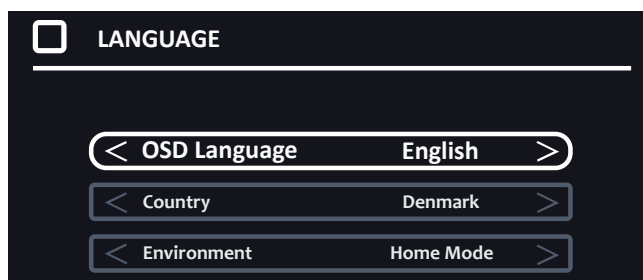 LANGUAGE
< OSD Language English >
< Country Denmark >
< Environment Home Mode >